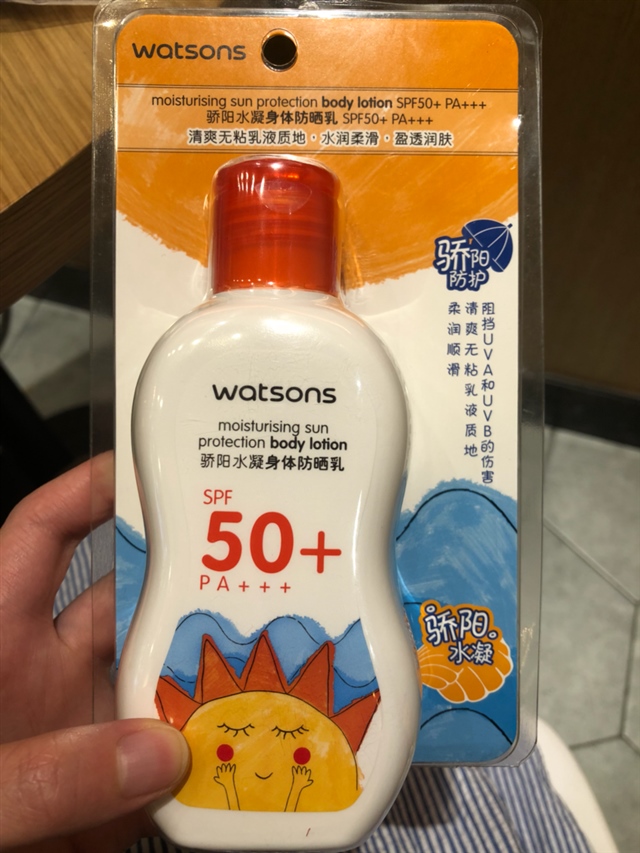 watsons
moisturising sun protection body lotion SPF50+ PA+++
骄阳水凝身体防晒乳 SPF50+ PA+++
清爽无粘乳液质地·水润柔滑·盈透润肤
骄阳
防护
阻挡UVA和UVB的伤害
清爽无粘乳液质地
柔润顺滑
watsons
moisturising sun
protection body lotion
骄阳水凝身体防晒乳
SPF
50+
PA+++
骄阳
水凝